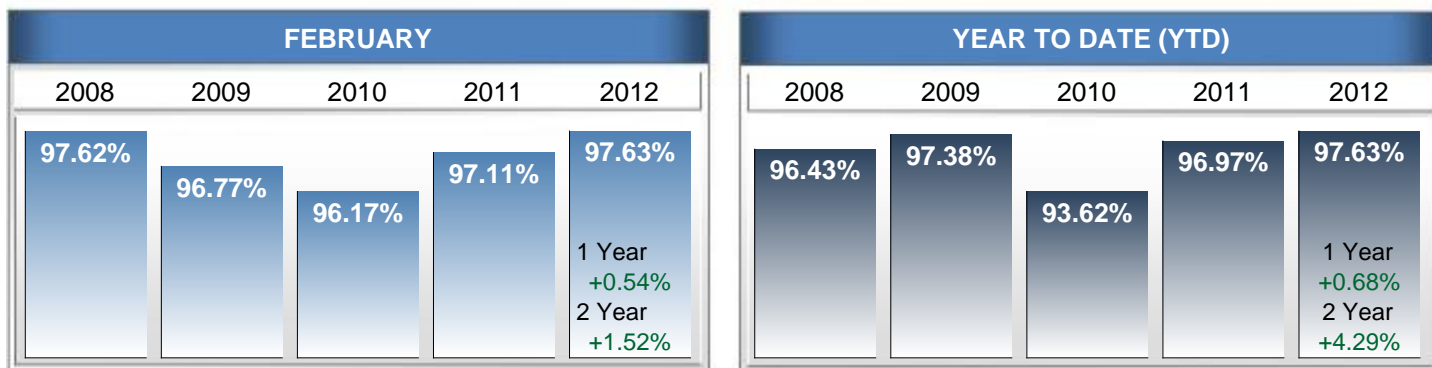 FEBRUARY
2008 2009 2010 2011 2012
97.62% 96.77% 96.17% 97.11% 97.63%
1 Year
+0.54%
2 Year
+1.52%
YEAR TO DATE (YTD)
2008 2009 2010 2011 2012
96.43% 97.38% 93.62% 96.97% 97.63%
1 Year
+0.68%
2 Year
+4.29%